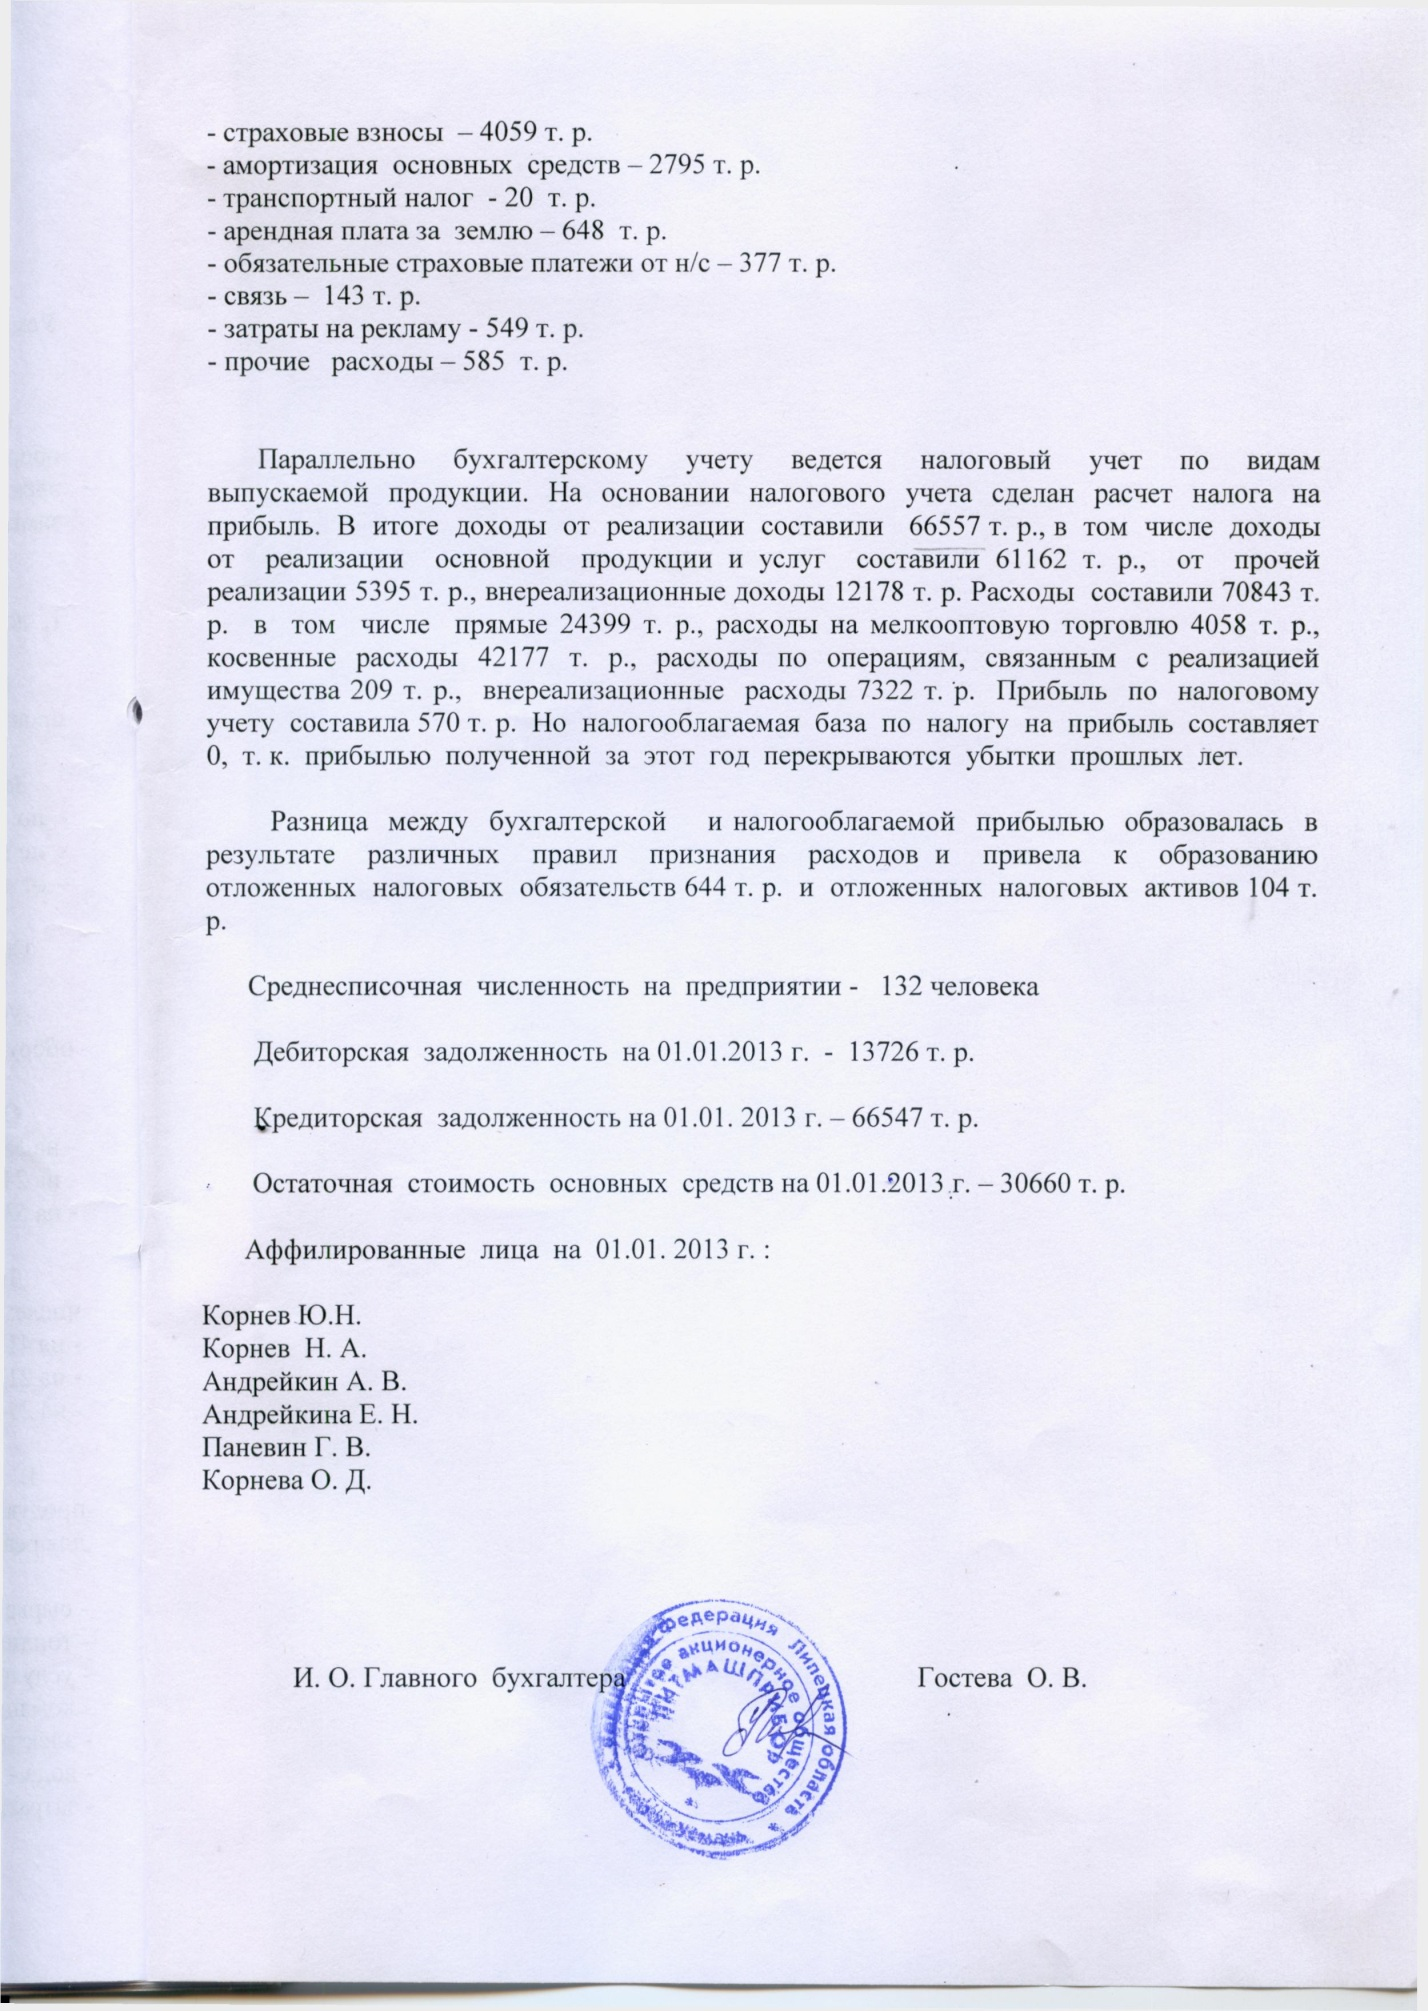 - страховые взносы – 4059 т. р.
- амортизация основных средств – 2795 т. р.
- транспортный налог - 20 т. р.
- арендная плата за землю – 648 т. р.
- обязательные страховые платежи от н/с – 377 т. р.
- связь – 143 т. р.
- затраты на рекламу - 549 т. р.
- прочие расходы – 585 т. р.
Параллельно бухгалтерскому учету ведется налоговый учет по видам
выпускаемой продукции. На основании налогового учета сделан расчет налога на
прибыль. В итоге доходы от реализации составили 66557 т. р., в том числе доходы
от реализации основной продукции и услуг составили 61162 т. р., от прочей
реализации 5395 т. р., внереализационные доходы 12178 т. р. Расходы составили 70843 т.
р. в том числе прямые 24399 т. р., расходы на мелкооптовую торговлю 4058 т. р.,
косвенные расходы 42177 т. р., расходы по операциям, связанным с реализацией
имущества 209 т. р., внереализационные расходы 7322 т. р. Прибыль по налоговому
учету составила 570 т. р. Но налогооблагаемая база по налогу на прибыль составляет
0, т. к. прибылью полученной за этот год перекрываются убытки прошлых лет.
Разница между бухгалтерской и налогооблагаемой прибылью образовалась в
результате различных правил признания расходов и привела к образованию
отложенных налоговых обязательств 644 т. р. и отложенных налоговых активов 104 т.
р.
Среднесписочная численность на предприятии - 132 человека
Дебиторская задолженность на 01.01.2013 г. - 13726 т. р.
Кредиторская задолженность на 01.01. 2013 г. – 66547 т. р.
Остаточная стоимость основных средств на 01.01.2013 г. – 30660 т. р.
Аффилированные лица на 01.01. 2013 г. :
Корнев Ю.Н.
Корнев Н. А.
Андрейкин А. В.
Андрейкина Е. Н.
Паневин Г. В.
Корнева О. Д.
И. О. Главного бухгалтера Гостева О. В.
Федерация Липецкая область *
акционерное общество